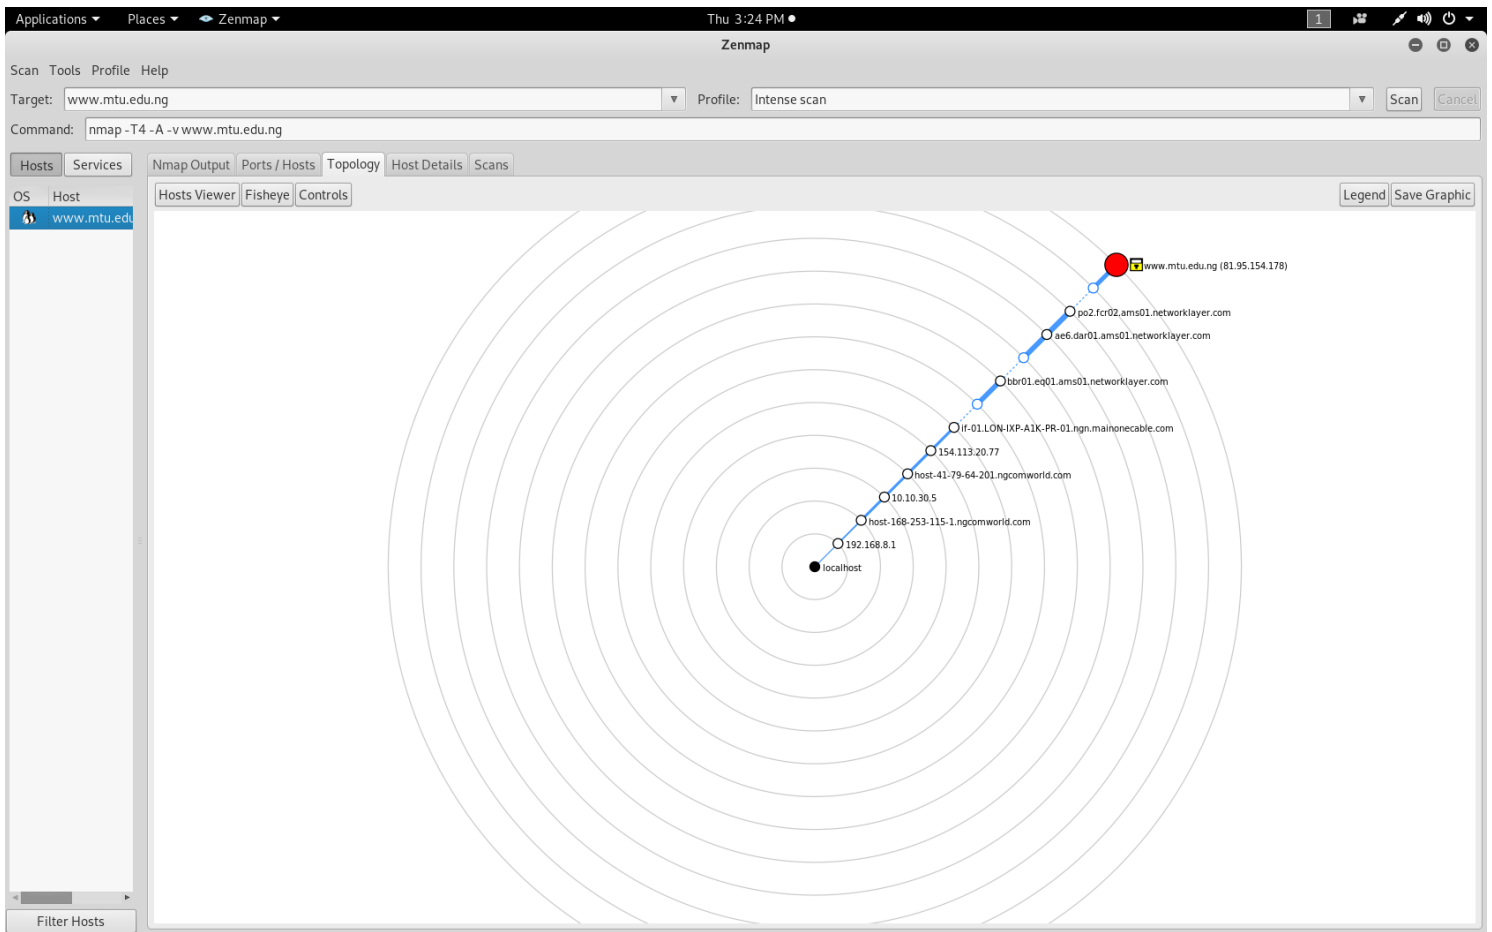 Applications Places Zenmap Thu 3:24 PM 1
Zenmap
Scan Tools Profile Help
Target: www.mtu.edu.ng Profile: Intense scan Scan Cancel
Command: nmap -T4 -A -v www.mtu.edu.ng
Hosts Services Nmap Output Ports / Hosts Topology Host Details Scans
OS Host Hosts Viewer Fisheye Controls Legend Save Graphic
www.mtu.edu
www.mtu.edu.ng (81.95.154.178)
po2.fcr02.ams01.networklayer.com
ae6.dar01.ams01.networklayer.com
bbr01.eq01.ams01.networklayer.com
if-01.LON-IXP-A1K-PR-01.ngn.mainonecable.com
154.113.20.77
host-41-79-64-201.ngcomworld.com
10.10.30.5
host-168-253-115-1.ngcomworld.com
192.168.8.1
localhost
Filter Hosts